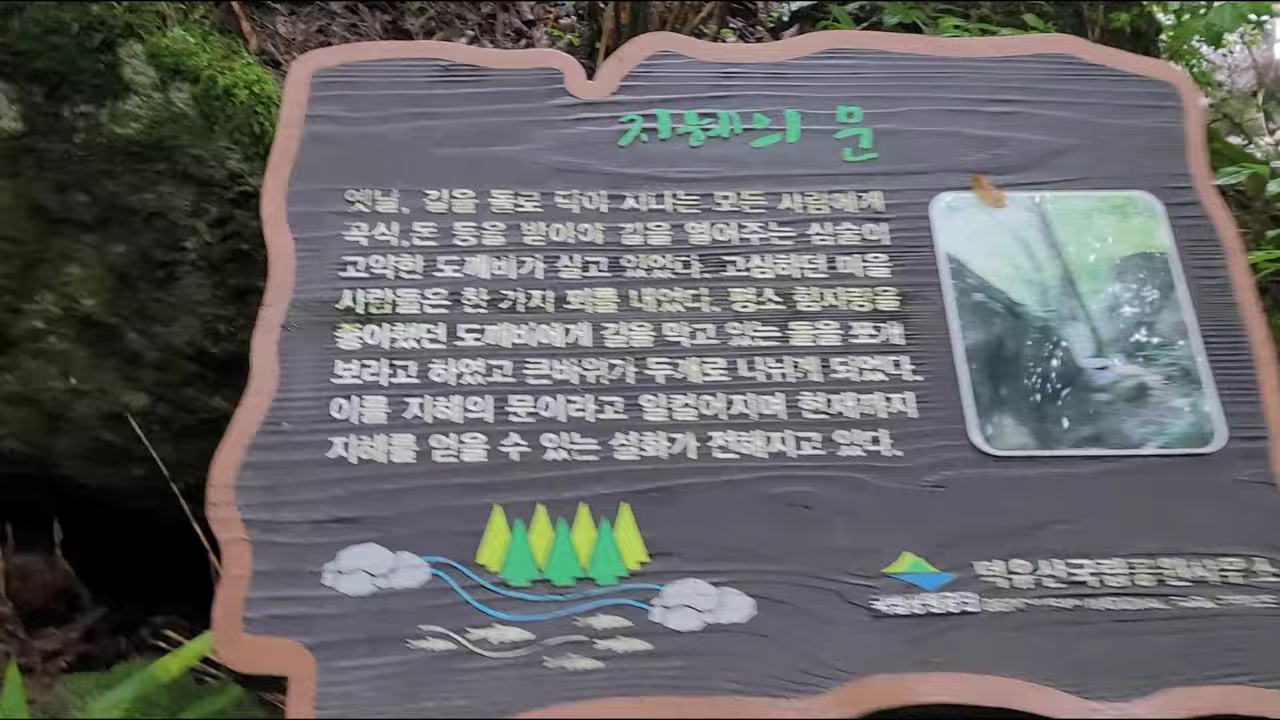 지혜의 문
옛날, 길을 돌로 막아 지나는 모든 사람에게
곡식,돈 등을 받아야 길을 열어주는 심술이
고약한 도깨비가 살고 있었다. 고심하던 마을
사람들은 한 가지 꾀를 내었다. 평소 힘자랑을
좋아했던 도깨비에게 길을 막고 있는 돌을 쪼개
보라고 하였고 큰바위가 두개로 나뉘게 되었다.
이를 지혜의 문이라고 일컬어지며 현재까지
지혜를 얻을 수 있는 설화가 전해지고 있다.
덕유산국립공원사무소